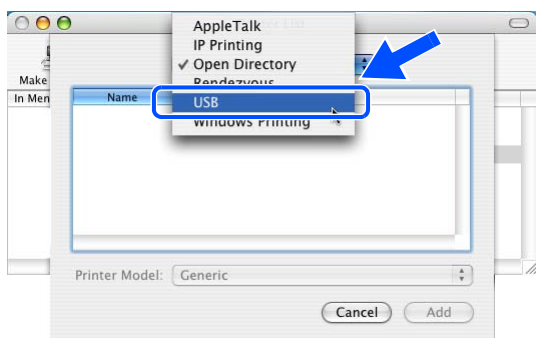 AppleTalk
IP Printing
✓ Open Directory
Rendezvous
USB
Windows Printing
Make
In Men
Name
Printer Model: Generic
Cancel Add